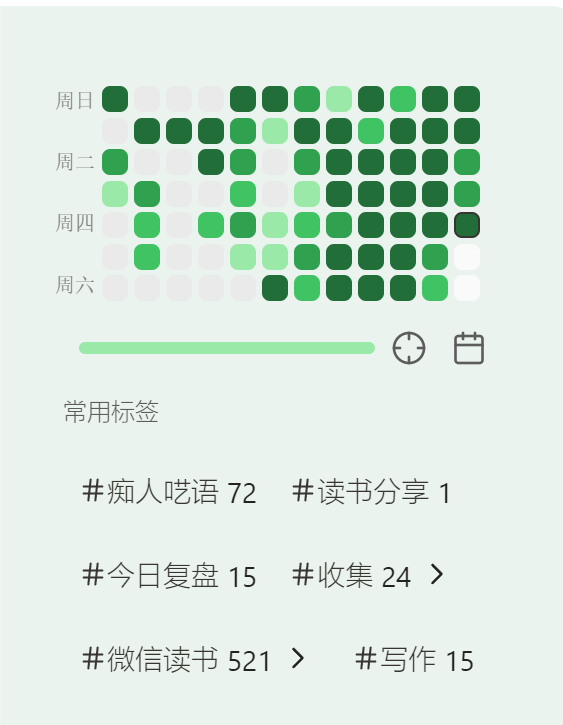 周日
周二
周四
周六
常用标签
#痴人呓语 72 #读书分享 1
#今日复盘 15 #收集 24
#微信读书 521 #写作 15